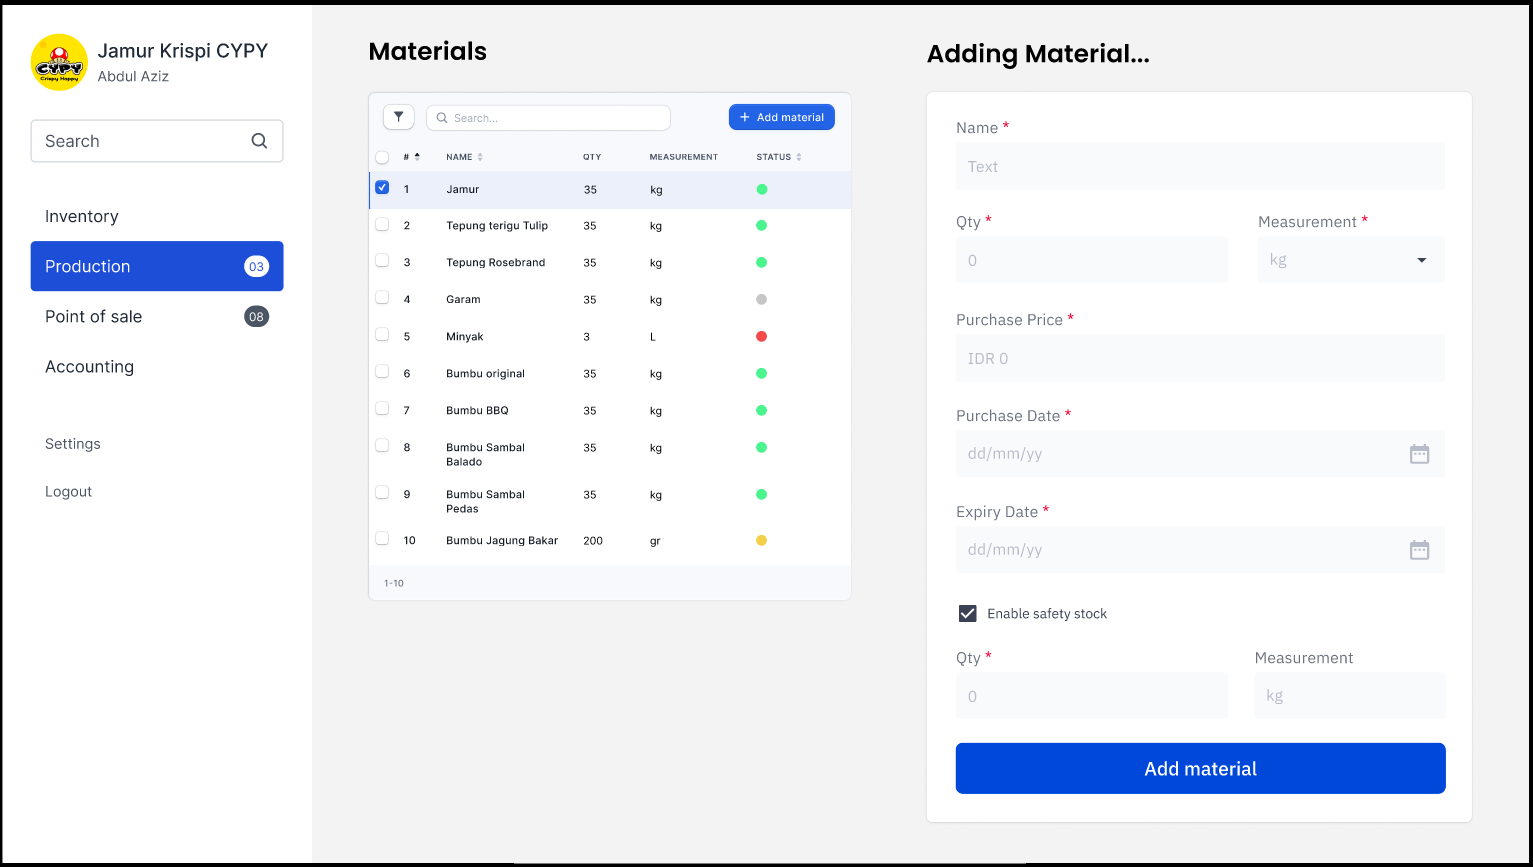 Jamur Krispi CYPY
Abdul Aziz
CYPY
Crispy Happy
Search
Inventory
Production 03
Point of sale 08
Accounting
Settings
Logout
Materials
Search...
+ Add material
# NAME QTY MEASUREMENT STATUS
1 Jamur 35 kg
2 Tepung terigu Tulip 35 kg
3 Tepung Rosebrand 35 kg
4 Garam 35 kg
5 Minyak 3 L
6 Bumbu original 35 kg
7 Bumbu BBQ 35 kg
8 Bumbu Sambal 35 kg
Balado
9 Bumbu Sambal 35 kg
Pedas
10 Bumbu Jagung Bakar 200 gr
1-10
Adding Material...
Name *
Text
Qty * Measurement *
0 kg
Purchase Price *
IDR 0
Purchase Date *
dd/mm/yy
Expiry Date *
dd/mm/yy
Enable safety stock
Qty * Measurement
0 kg
Add material